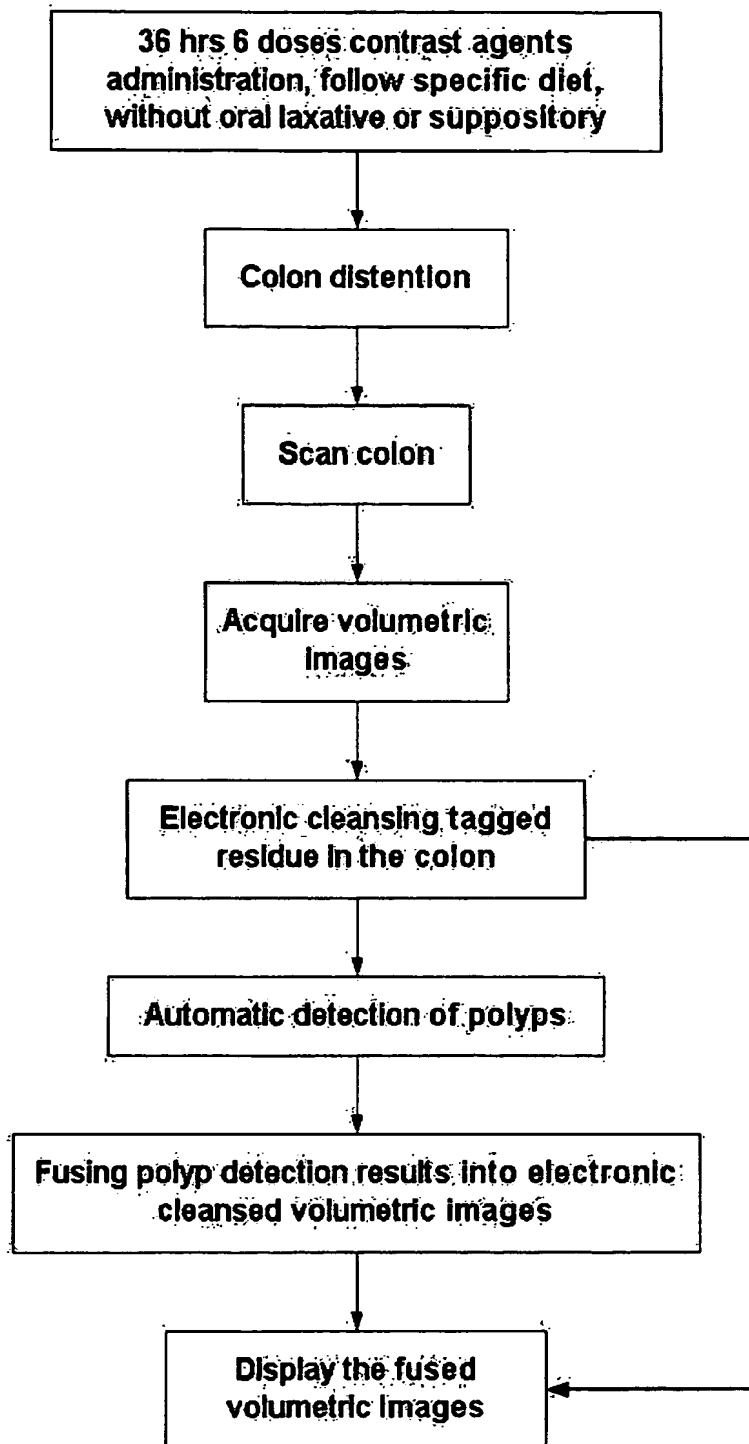 36 hrs 6 doses contrast agents
administration, follow specific diet,
without oral laxative or suppository
Colon distention
Scan colon
Acquire volumetric
images
Electronic cleansing tagged
residue in the colon
Automatic detection of polyps
Fusing polyp detection results into electronic
cleansed volumetric images
Display the fused
volumetric images